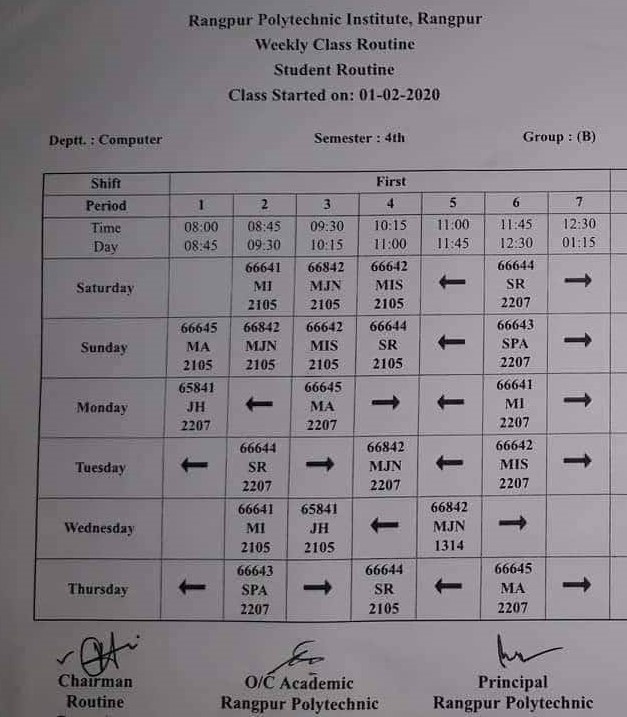 Rangpur Polytechnic Institute, Rangpur
Weekly Class Routine
Student Routine
Class Started on: 01-02-2020
Deptt. : Computer Semester : 4th Group : (B)
Shift First
Period 1 2 3 4 5 6 7
Time 08:00 08:45 09:30 10:15 11:00 11:45 12:30
Day 08:45 09:30 10:15 11:00 11:45 12:30 01:15
66641 66842 66642 66644
Saturday MI MJN MIS ← SR →
2105 2105 2105 2207
66645 66842 66642 66644 66643
Sunday MA MJN MIS SR ← SPA →
2105 2105 2105 2105 2207
65841 66645 66641
Monday JH ← MA → ← MI →
2207 2207 2207
66644 66842 66642
Tuesday ← SR → MJN ← MIS →
2207 2207 2207
66641 65841 66842
Wednesday MI JH ← MJN →
2105 2105 1314
66643 66644 66645
Thursday ← SPA → SR ← MA →
2207 2105 2207
Chairman O/C Academic Principal
Routine Rangpur Polytechnic Rangpur Polytechnic